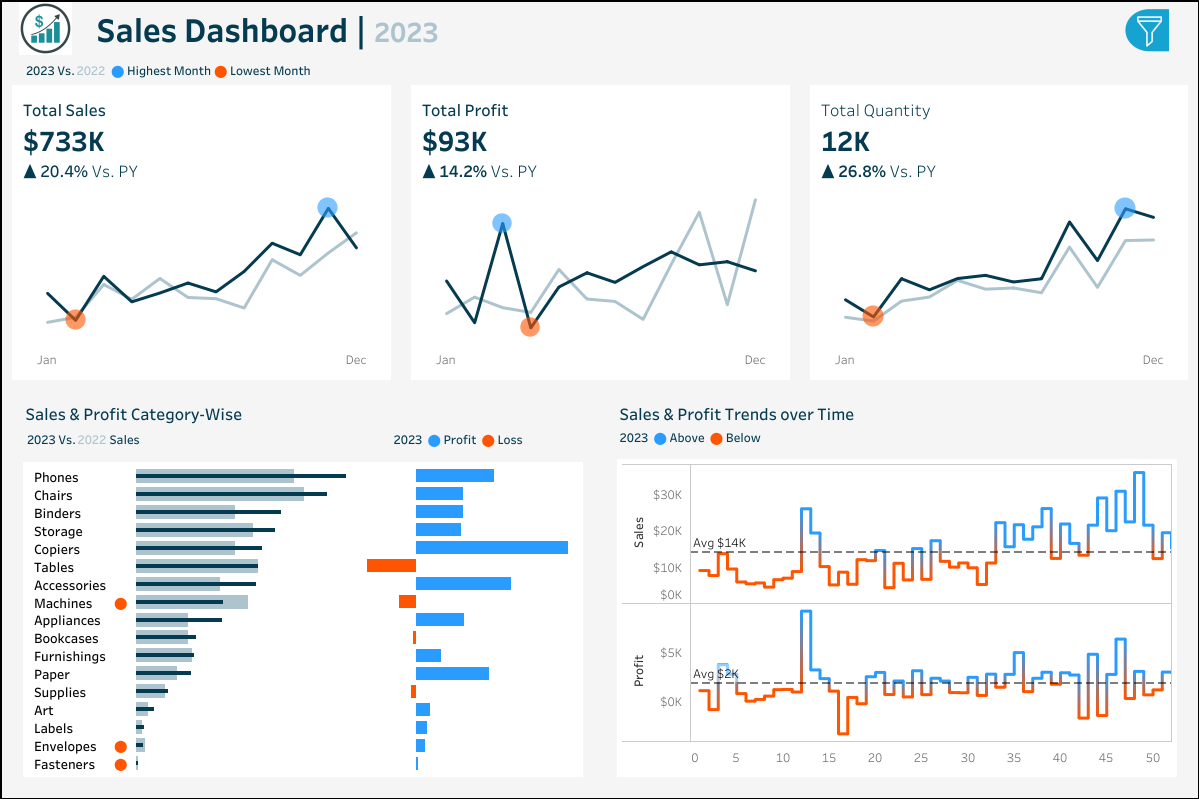 $
Sales Dashboard | 2023
2023 Vs. 2022 Highest Month Lowest Month
Total Sales
$733K
▲ 20.4% Vs. PY
Jan Dec
Total Profit
$93K
▲ 14.2% Vs. PY
Jan Dec
Total Quantity
12K
▲ 26.8% Vs. PY
Jan Dec
Sales & Profit Category-Wise
2023 Vs. 2022 Sales
2023 Profit Loss
Phones
Chairs
Binders
Storage
Copiers
Tables
Accessories
Machines
Appliances
Bookcases
Furnishings
Paper
Supplies
Art
Labels
Envelopes
Fasteners
Sales & Profit Trends over Time
2023 Above Below
Sales
$30K
$20K
Avg $14K
$10K
$0K
Profit
$5K
Avg $2K
$0K
0 5 10 15 20 25 30 35 40 45 50